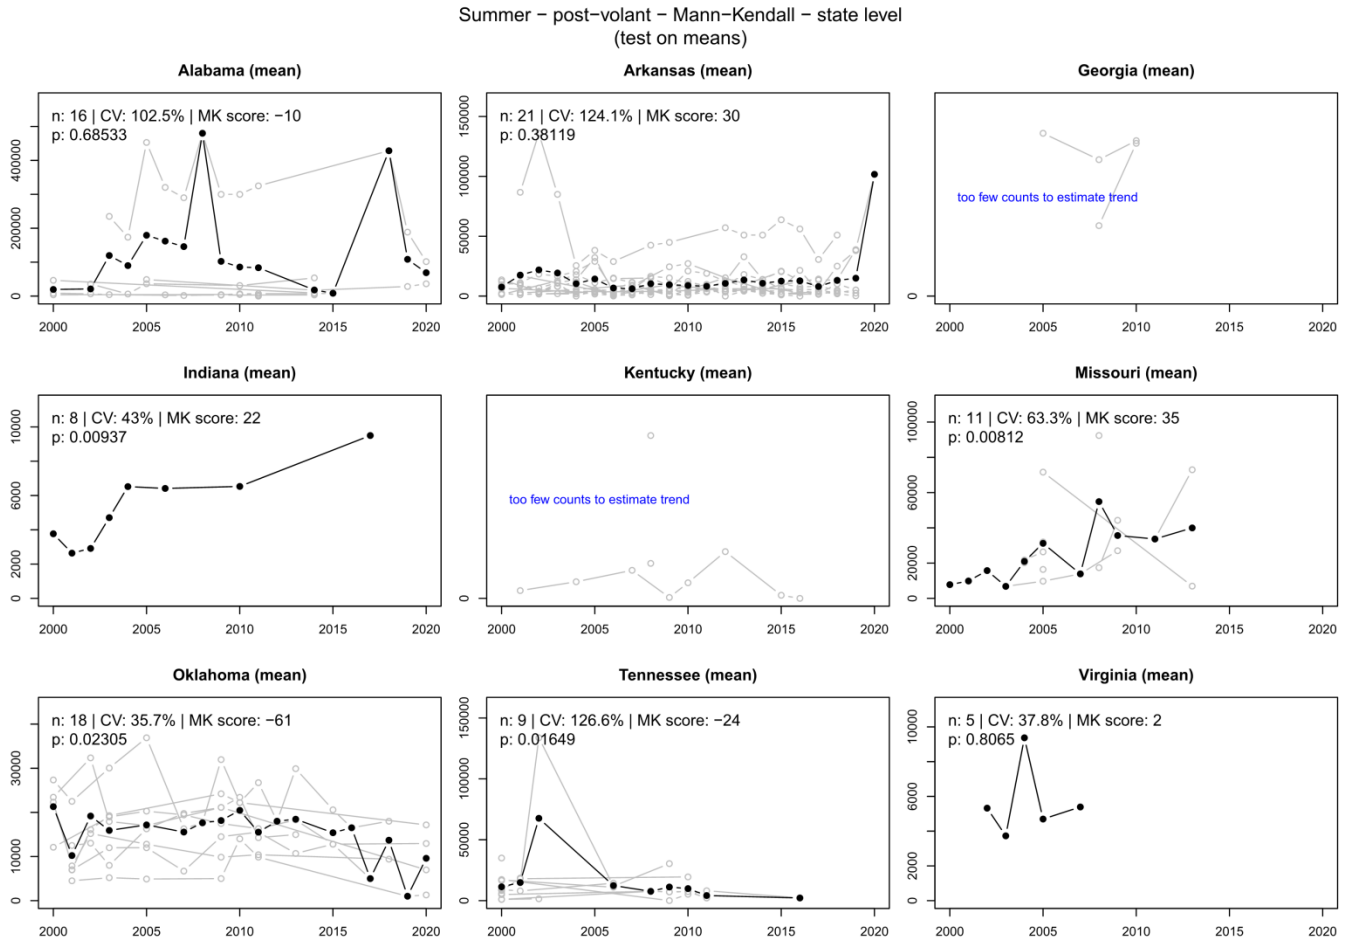 Summer − post−volant − Mann−Kendall − state level
(test on means)
Alabama (mean)
n: 16 | CV: 102.5% | MK score: −10
p: 0.68533
400000
200000
0
2000 2005 2010 2015 2020
Arkansas (mean)
n: 21 | CV: 124.1% | MK score: 30
p: 0.38119
150000
100000
50000
0
2000 2005 2010 2015 2020
Georgia (mean)
too few counts to estimate trend
0
2000 2005 2010 2015 2020
Indiana (mean)
n: 8 | CV: 43% | MK score: 22
p: 0.00937
10000
6000
2000
0
2000 2005 2010 2015 2020
Kentucky (mean)
too few counts to estimate trend
0
2000 2005 2010 2015 2020
Missouri (mean)
n: 11 | CV: 63.3% | MK score: 35
p: 0.00812
100000
60000
20000
0
2000 2005 2010 2015 2020
Oklahoma (mean)
n: 18 | CV: 35.7% | MK score: −61
p: 0.02305
30000
10000
0
2000 2005 2010 2015 2020
Tennessee (mean)
n: 9 | CV: 126.6% | MK score: −24
p: 0.01649
150000
100000
50000
0
2000 2005 2010 2015 2020
Virginia (mean)
n: 5 | CV: 37.8% | MK score: 2
p: 0.8065
10000
6000
2000
0
2000 2005 2010 2015 2020